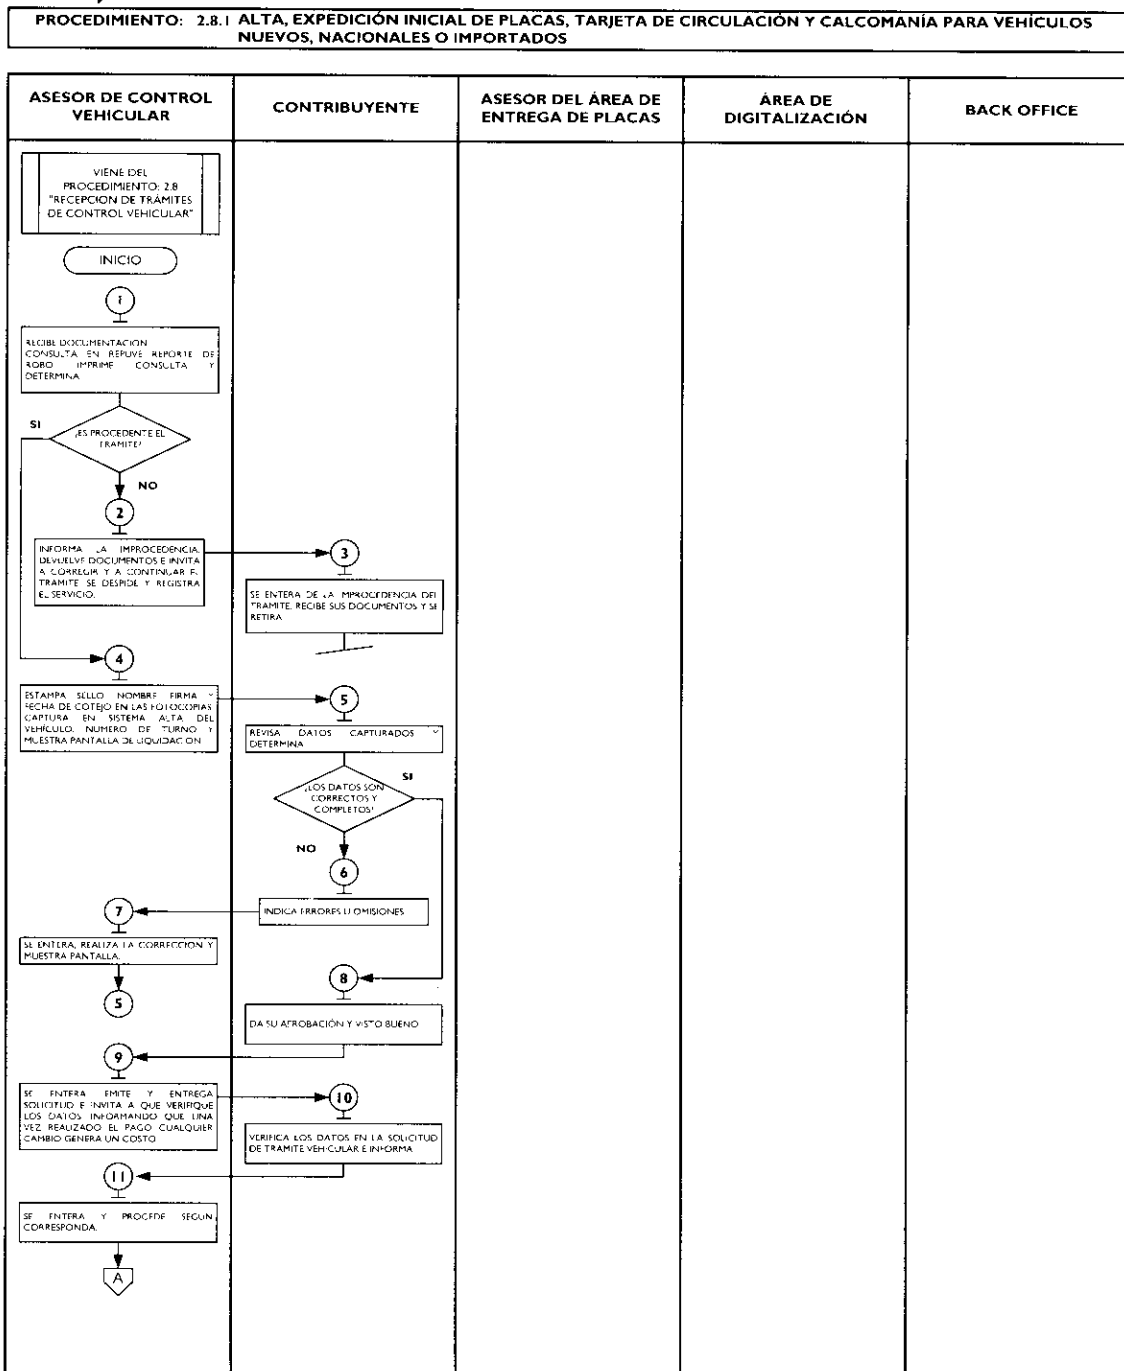 PROCEDIMIENTO: 2.8.1 ALTA, EXPEDICIÓN INICIAL DE PLACAS, TARJETA DE CIRCULACIÓN Y CALCOMANÍA PARA VEHÍCULOS
NUEVOS, NACIONALES O IMPORTADOS
ASESOR DE CONTROL
VEHICULAR
CONTRIBUYENTE
ASESOR DEL ÁREA DE
ENTREGA DE PLACAS
ÁREA DE
DIGITALIZACIÓN
BACK OFFICE
VIENE DEL
PROCEDIMIENTO: 2.8
"RECEPCION DE TRÁMITES
DE CONTROL VEHICULAR"
INICIO
1
RECIBE DOCUMENTACION
CONSULTA EN REPUVE REPORTE DE
ROBO IMPRIME CONSULTA Y
DETERMINA
SI
¿ES PROCEDENTE EL
TRAMITE?
NO
2
INFORMA LA IMPROCEDENCIA,
DEVUELVE DOCUMENTOS E INVITA
A CORREGIR Y A CONTINUAR EL
TRAMITE SE DESPIDE Y REGISTRA
EL SERVICIO.
3
SE ENTERA DE LA IMPROCEDENCIA DEL
TRAMITE, RECIBE SUS DOCUMENTOS Y SE
RETIRA
4
ESTAMPA SELLO NOMBRE FIRMA Y
FECHA DE COTEJO EN LAS FOTOCOPIAS
CAPTURA EN SISTEMA ALTA DEL
VEHÍCULO, NUMERO DE TURNO Y
MUESTRA PANTALLA DE LIQUIDACION
5
REVISA DATOS CAPTURADOS Y
DETERMINA
¿LOS DATOS SON
CORRECTOS Y
COMPLETOS?
SI
NO
6
INDICA ERRORES U OMISIONES
7
SE ENTERA, REALIZA LA CORRECCION Y
MUESTRA PANTALLA.
5
8
DA SU APROBACIÓN Y VISTO BUENO
9
SE ENTERA EMITE Y ENTREGA
SOLICITUD E INVITA A QUE VERIFIQUE
LOS DATOS INFORMANDO QUE UNA
VEZ REALIZADO EL PAGO CUALQUIER
CAMBIO GENERA UN COSTO
10
VERIFICA LOS DATOS EN LA SOLICITUD
DE TRAMITE VEHICULAR E INFORMA
11
SE ENTERA Y PROCEDE SEGUN
CORRESPONDA.
A